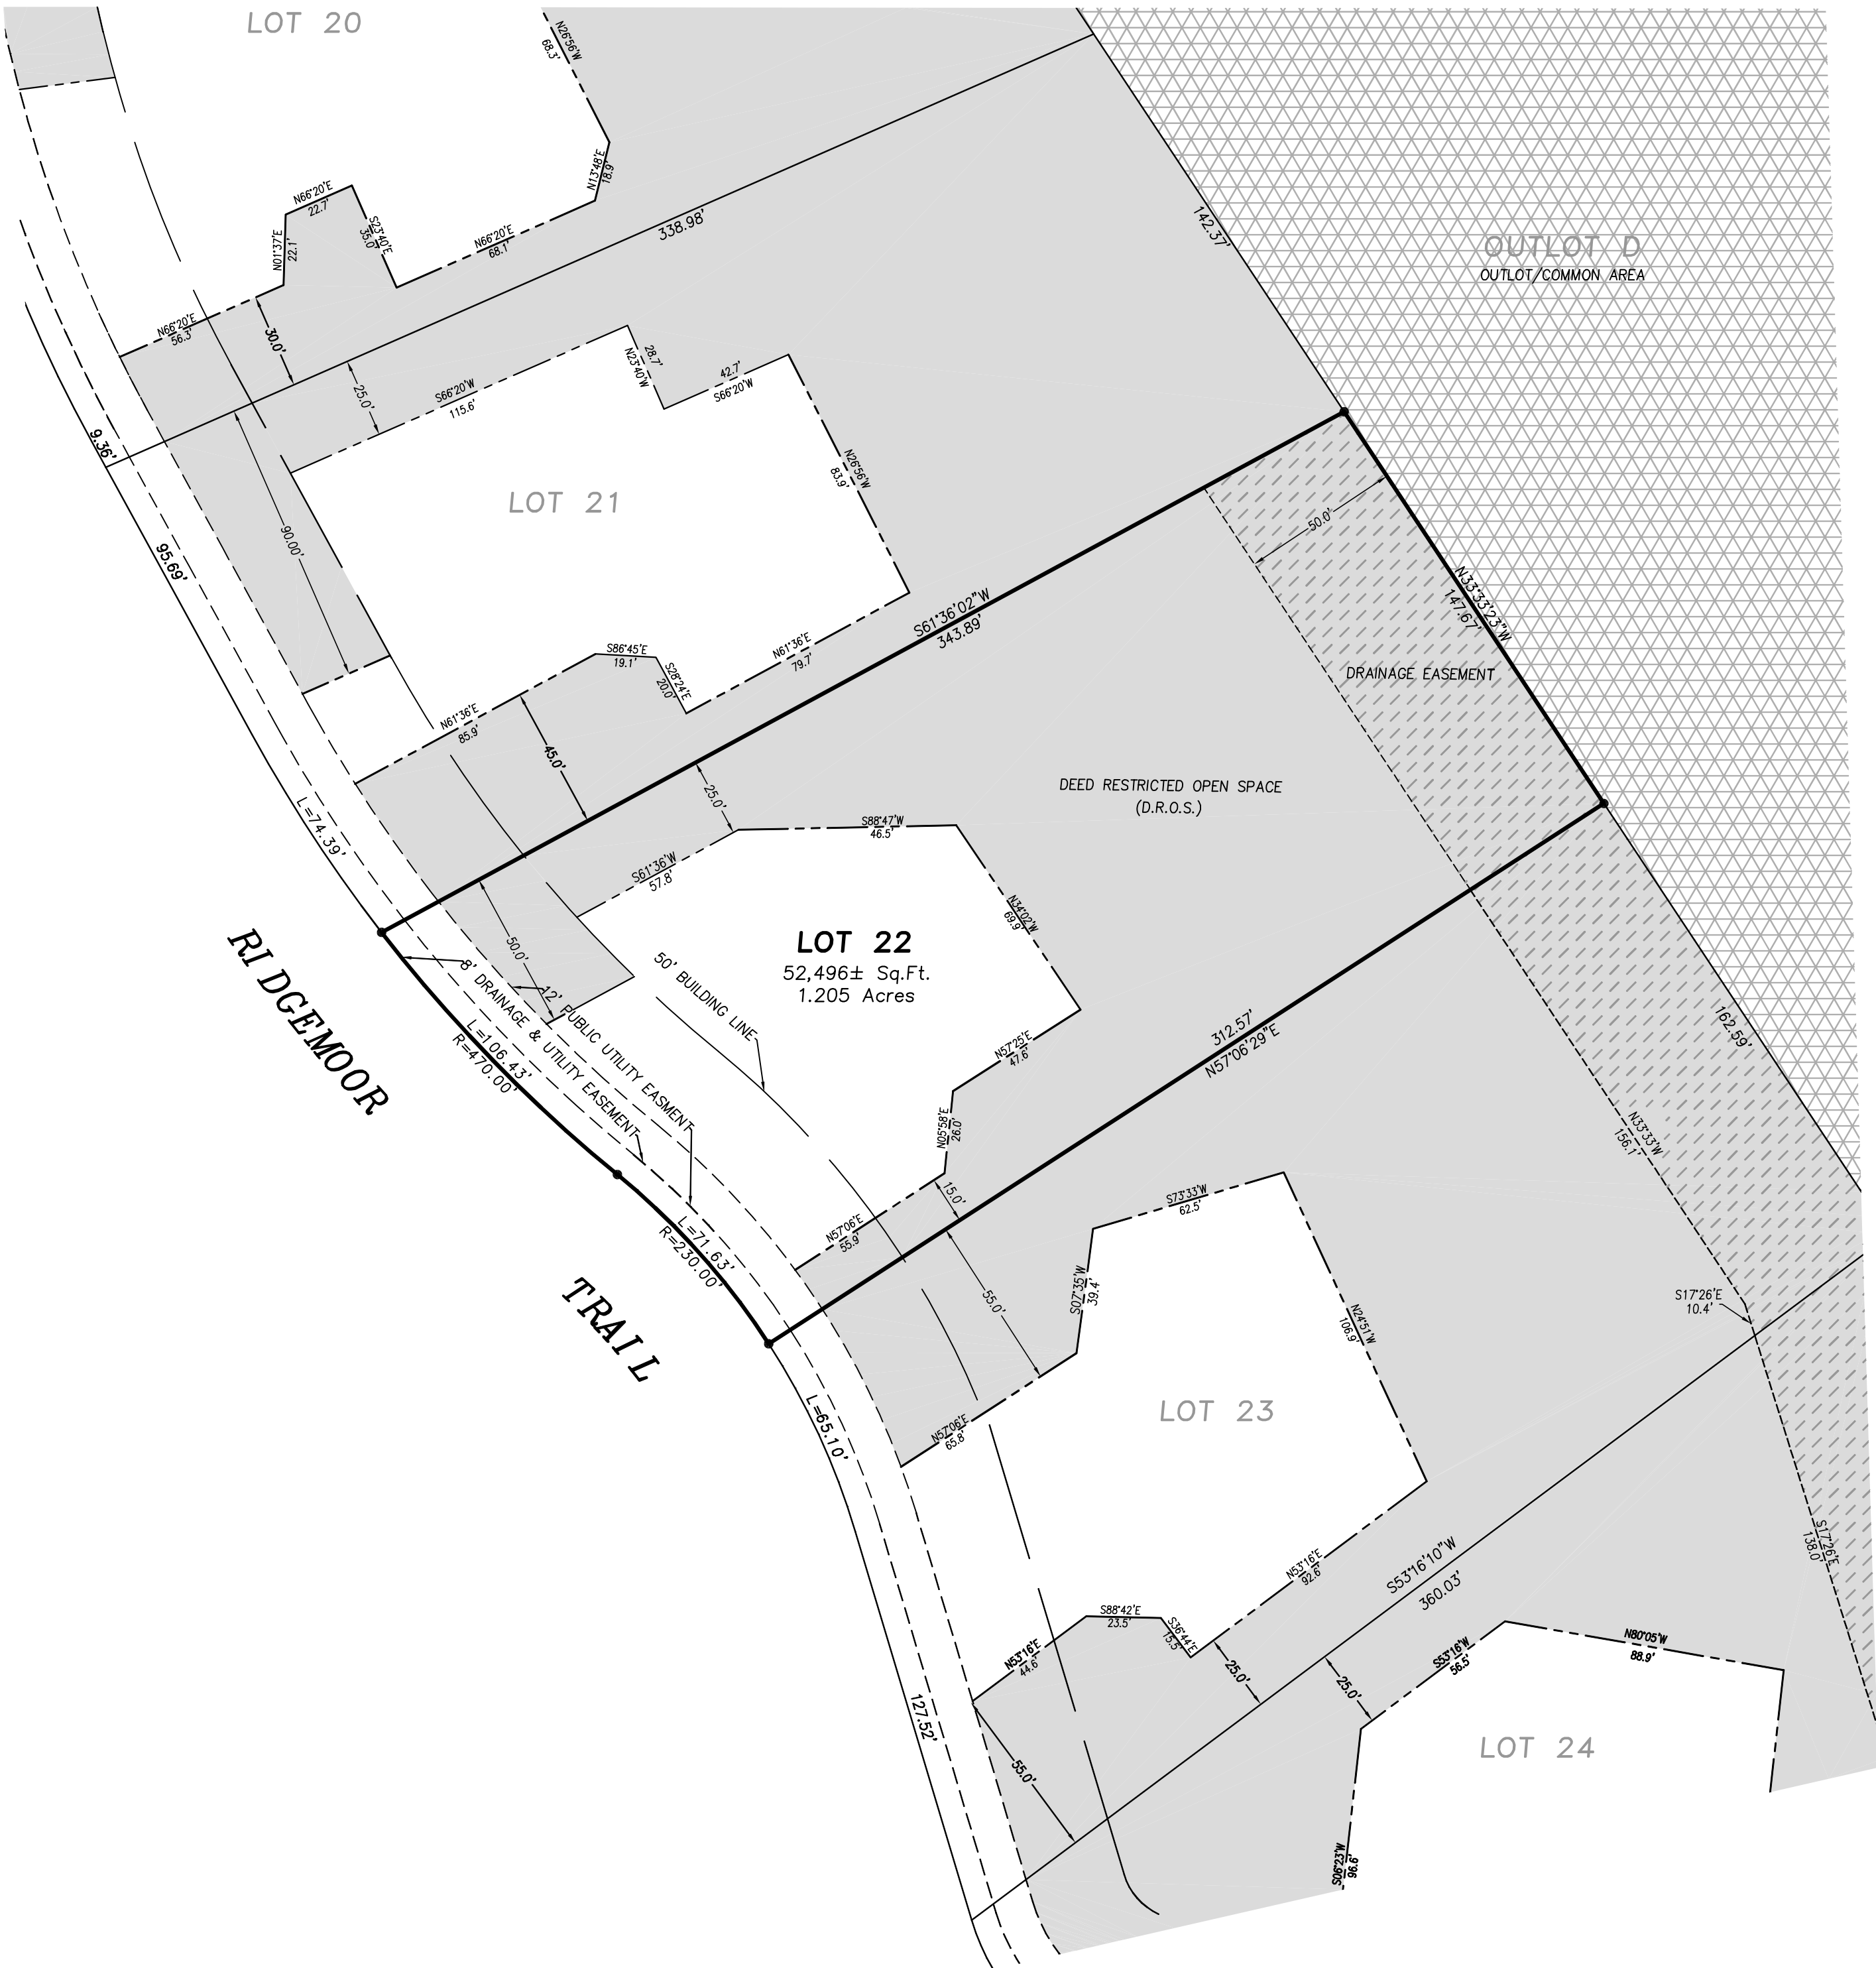 LOT 20
N26°56'W
68.3'
N13°48'E
18.9'
N66°20'E
22.7'
N01°37'E
22.1'
S23°40'E
35.0'
N66°20'E
68.1'
338.98'
142.37'
OUTLOT D
OUTLOT/COMMON AREA
N66°20'E
56.3'
30.0'
25.0'
S66°20'W
115.6'
28.7'
N23°40'W
42.7'
S66°20'W
9.36'
95.69'
90.00'
LOT 21
N26°56'W
83.9'
50.0'
N33°33'23"W
147.67'
DRAINAGE EASEMENT
S61°36'02"W
343.89'
S86°45'E
19.1'
S28°24'E
20.0'
N61°36'E
79.7'
N61°36'E
85.9'
45.0'
25.0'
L=74.39'
DEED RESTRICTED OPEN SPACE
(D.R.O.S.)
S88°47'W
46.5'
S61°36'W
57.8'
N34°02'W
69.9'
50.0'
LOT 22
52,496± Sq.Ft.
1.205 Acres
50' BUILDING LINE
8' DRAINAGE & UTILITY EASEMENT
12' PUBLIC UTILITY EASMENT
RIDGEMOOR
TRAIL
L=106.43'
R=470.00'
N57°25'E
47.6'
N05°58'E
26.0'
312.57'
N57°06'29"E
162.59'
N33°33'W
156.1'
15.0'
N57°06'E
55.9'
L=71.63'
R=230.00'
55.0'
S73°33'W
62.5'
S07°35'W
39.4'
N24°51'W
106.9'
S17°26'E
10.4'
L=65.10'
N57°06'E
65.8'
LOT 23
S17°26'E
138.0'
N53°16'E
92.6'
S53°16'10"W
360.03'
S88°42'E
23.5'
S36°44'E
15.5'
N53°16'E
44.6'
25.0'
25.0'
S53°16'W
56.5'
N80°05'W
88.9'
127.52'
55.0'
LOT 24
S06°23'W
96.6'